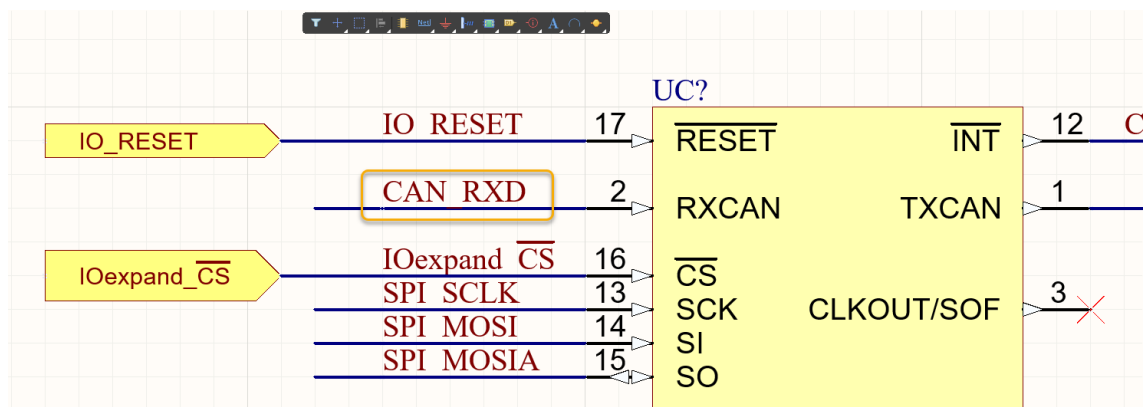 UC?
IO_RESET
IO RESET
17
RESET
INT
12
C
CAN RXD
2
RXCAN
TXCAN
1
IOexpand_CS
IOexpand CS
16
CS
SPI SCLK
13
SCK
CLKOUT/SOF
3
SPI MOSI
14
SI
SPI MOSIA
15
SO